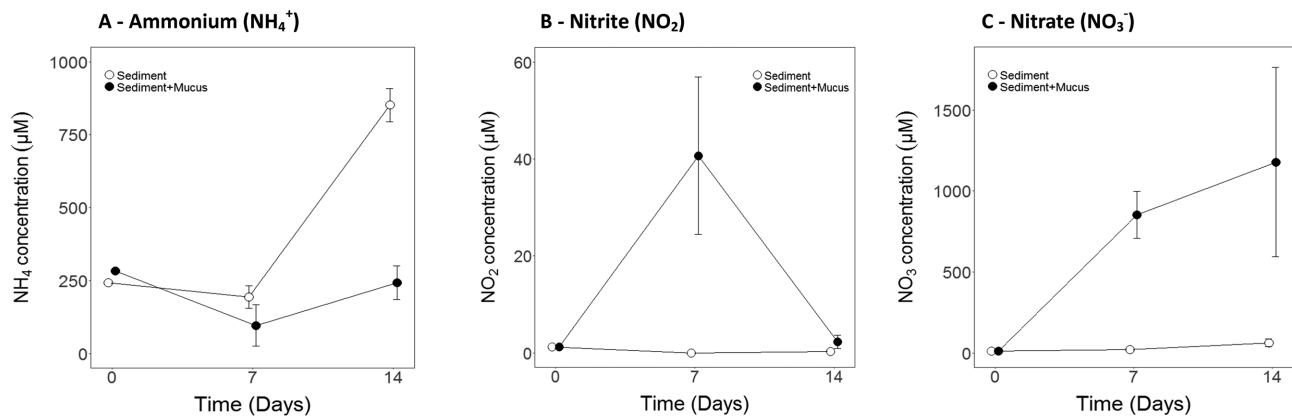 A - Ammonium (NH₄⁺)
NH₄ concentration (µM)
1000
750
500
250
0
Sediment
Sediment+Mucus
0 7 14
Time (Days)
B - Nitrite (NO₂)
NO₂ concentration (µM)
60
40
20
0
Sediment
Sediment+Mucus
0 7 14
Time (Days)
C - Nitrate (NO₃⁻)
NO₃ concentration (µM)
1500
1000
500
0
Sediment
Sediment+Mucus
0 7 14
Time (Days)